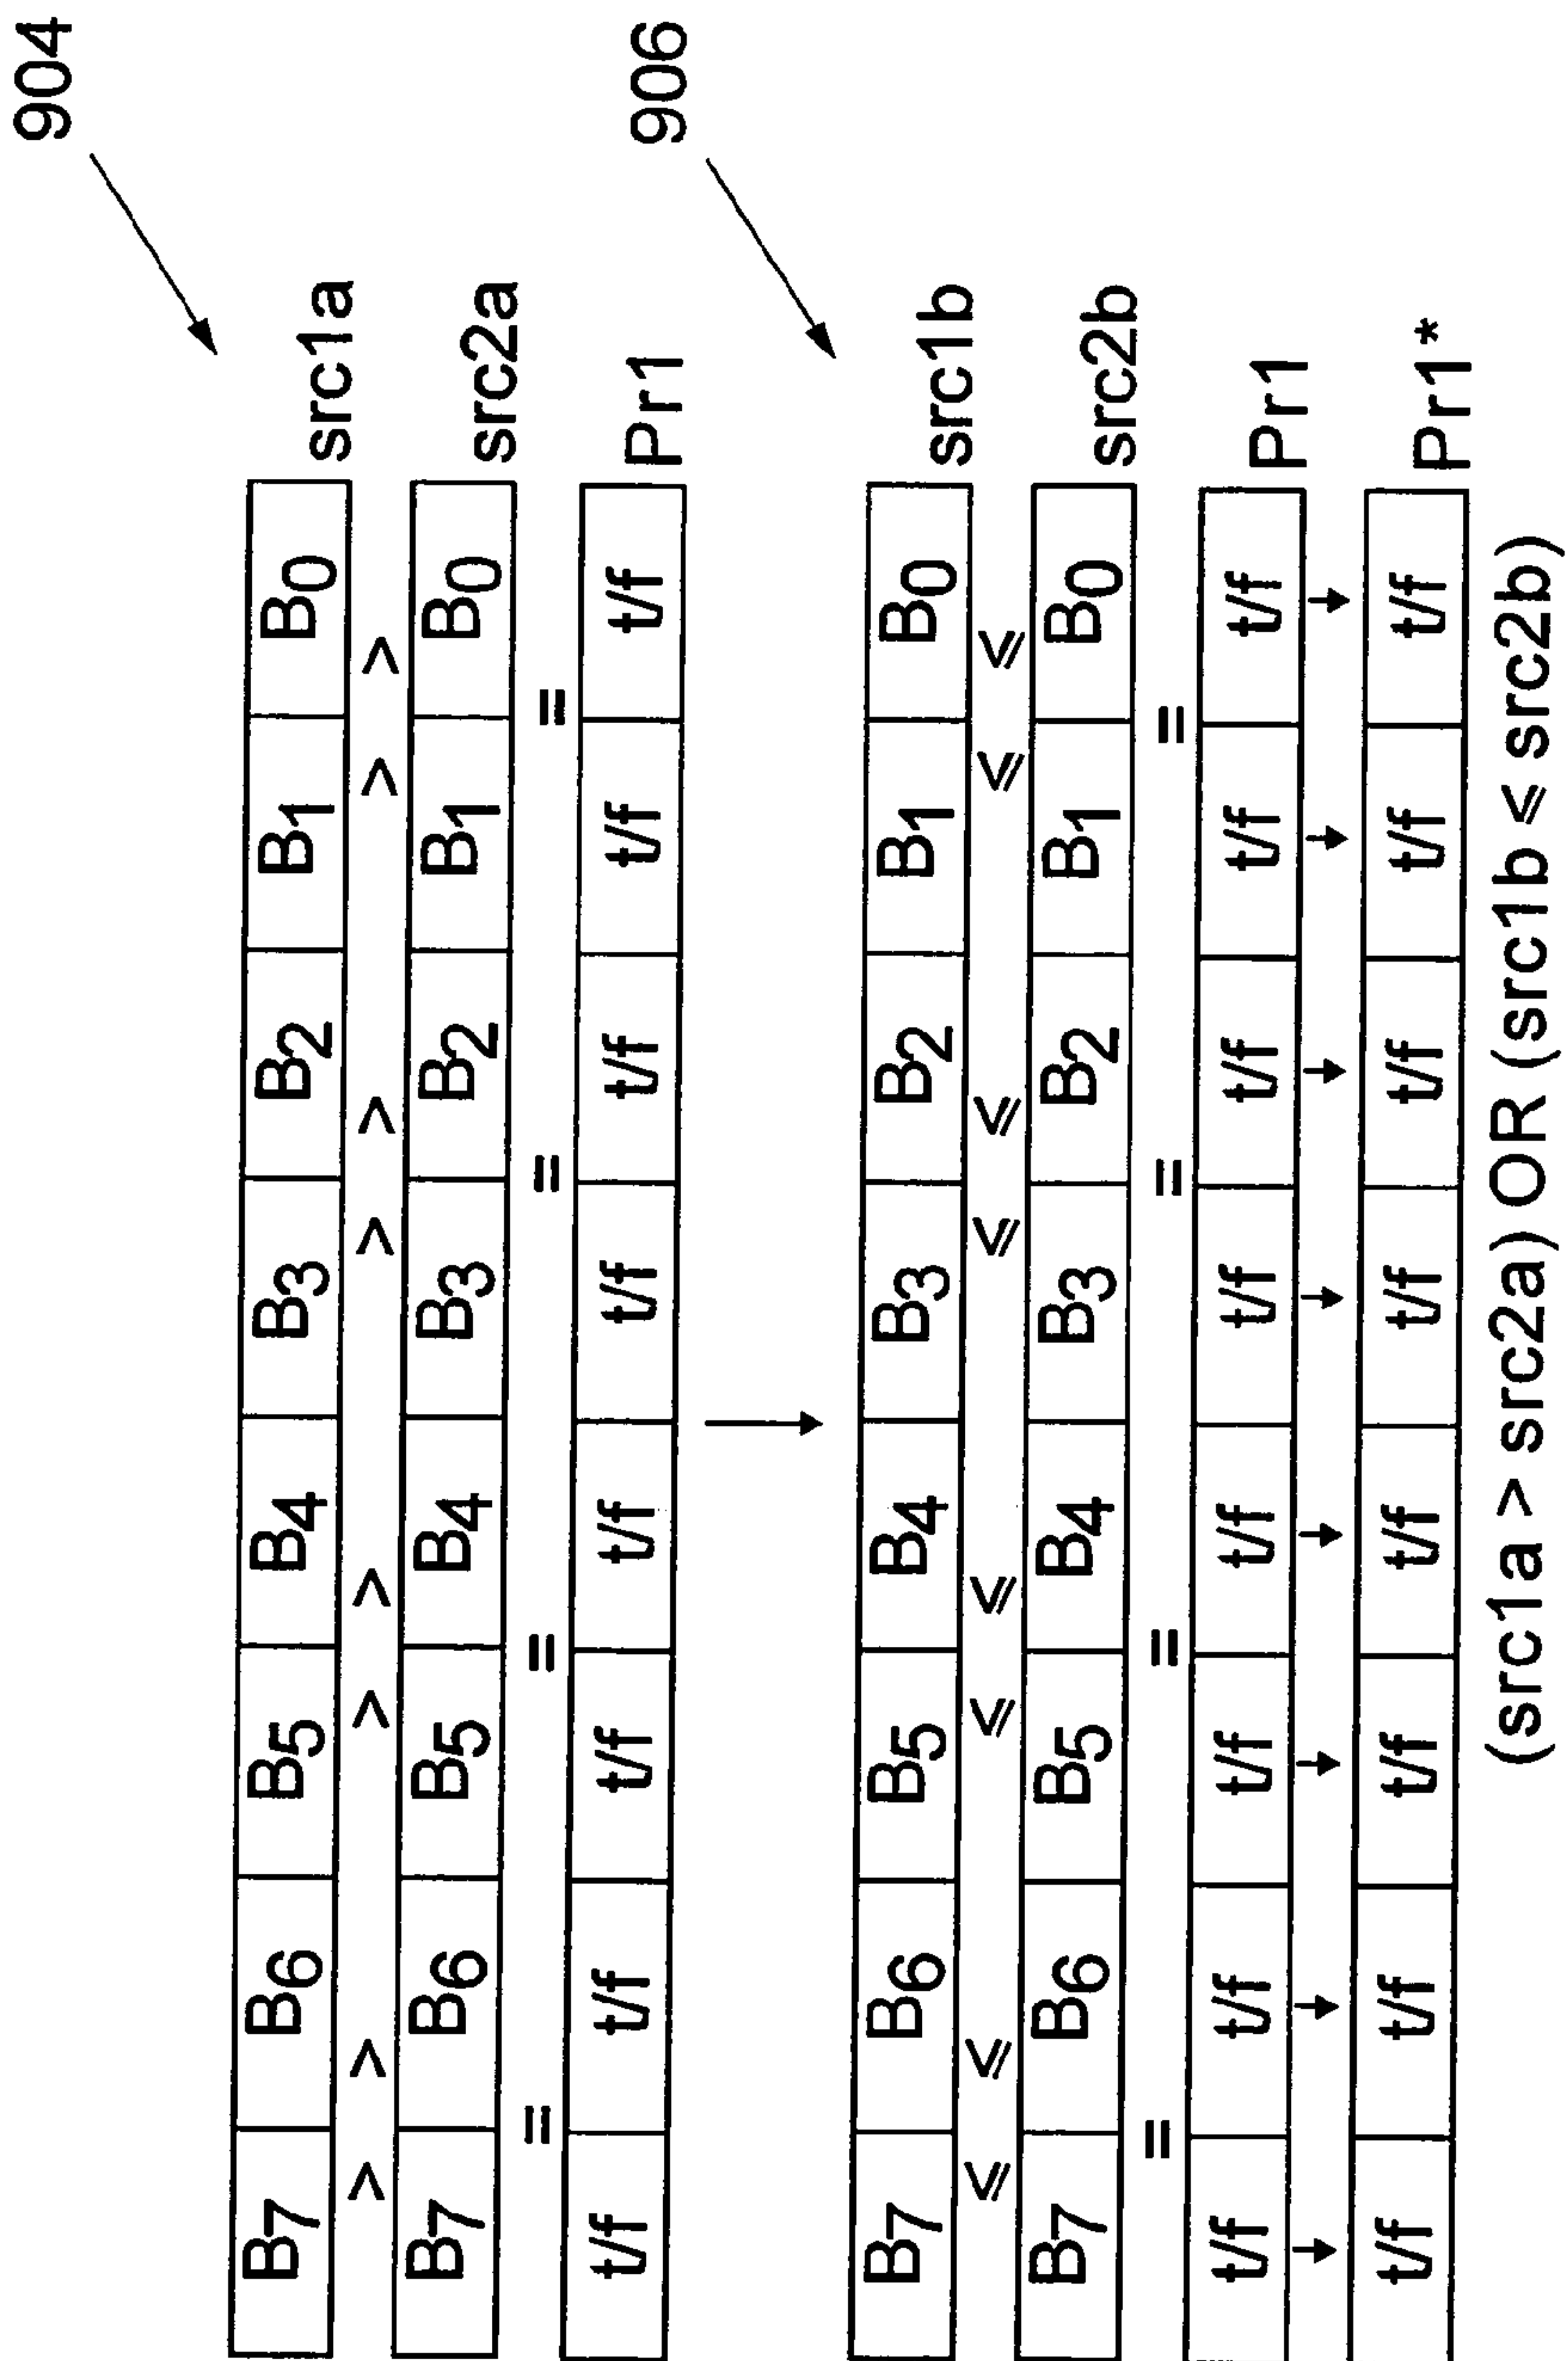 904
B7 B6 B5 B4 B3 B2 B1 B0 src1a
> > > > > > > >
B7 B6 B5 B4 B3 B2 B1 B0 src2a
= = = =
t/f t/f t/f t/f t/f t/f t/f t/f Pr1
906
B7 B6 B5 B4 B3 B2 B1 B0 src1b
⩽ ⩽ ⩽ ⩽ ⩽ ⩽ ⩽ ⩽
B7 B6 B5 B4 B3 B2 B1 B0 src2b
= = = =
t/f t/f t/f t/f t/f t/f t/f t/f Pr1
t/f t/f t/f t/f t/f t/f t/f t/f Pr1*
(src1a > src2a) OR (src1b ⩽ src2b)